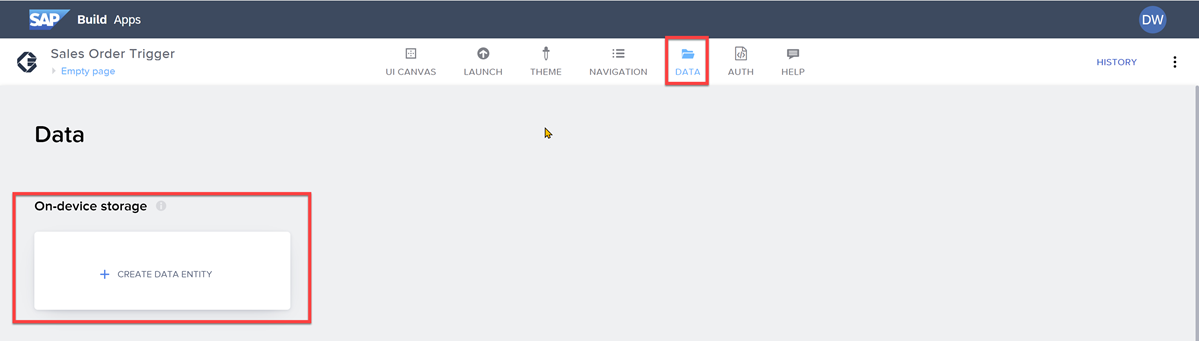 SAP Build Apps
DW
Sales Order Trigger
Empty page
UI CANVAS
LAUNCH
THEME
NAVIGATION
DATA
AUTH
HELP
HISTORY
Data
On-device storage
+ CREATE DATA ENTITY